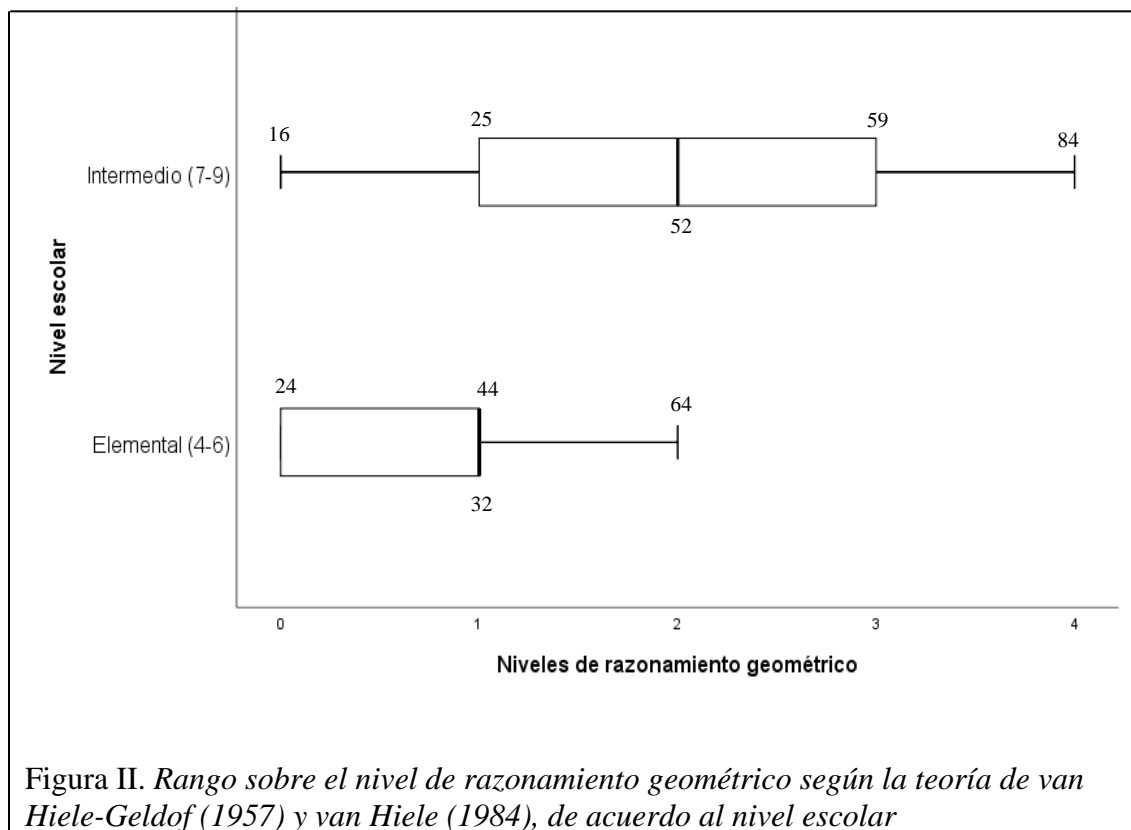 16
25
59
84
Intermedio (7-9)
52
Nivel escolar
24
44
64
Elemental (4-6)
32
0
1
2
3
4
Niveles de razonamiento geométrico
Figura II. Rango sobre el nivel de razonamiento geométrico según la teoría de van
Hiele-Geldof (1957) y van Hiele (1984), de acuerdo al nivel escolar